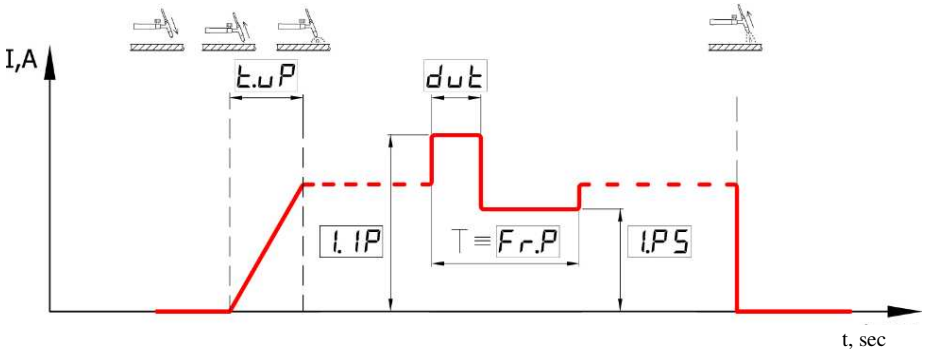 I,A
t.uP
dut
I.1P
T ≡ Fr.P
I.PS
t, sec